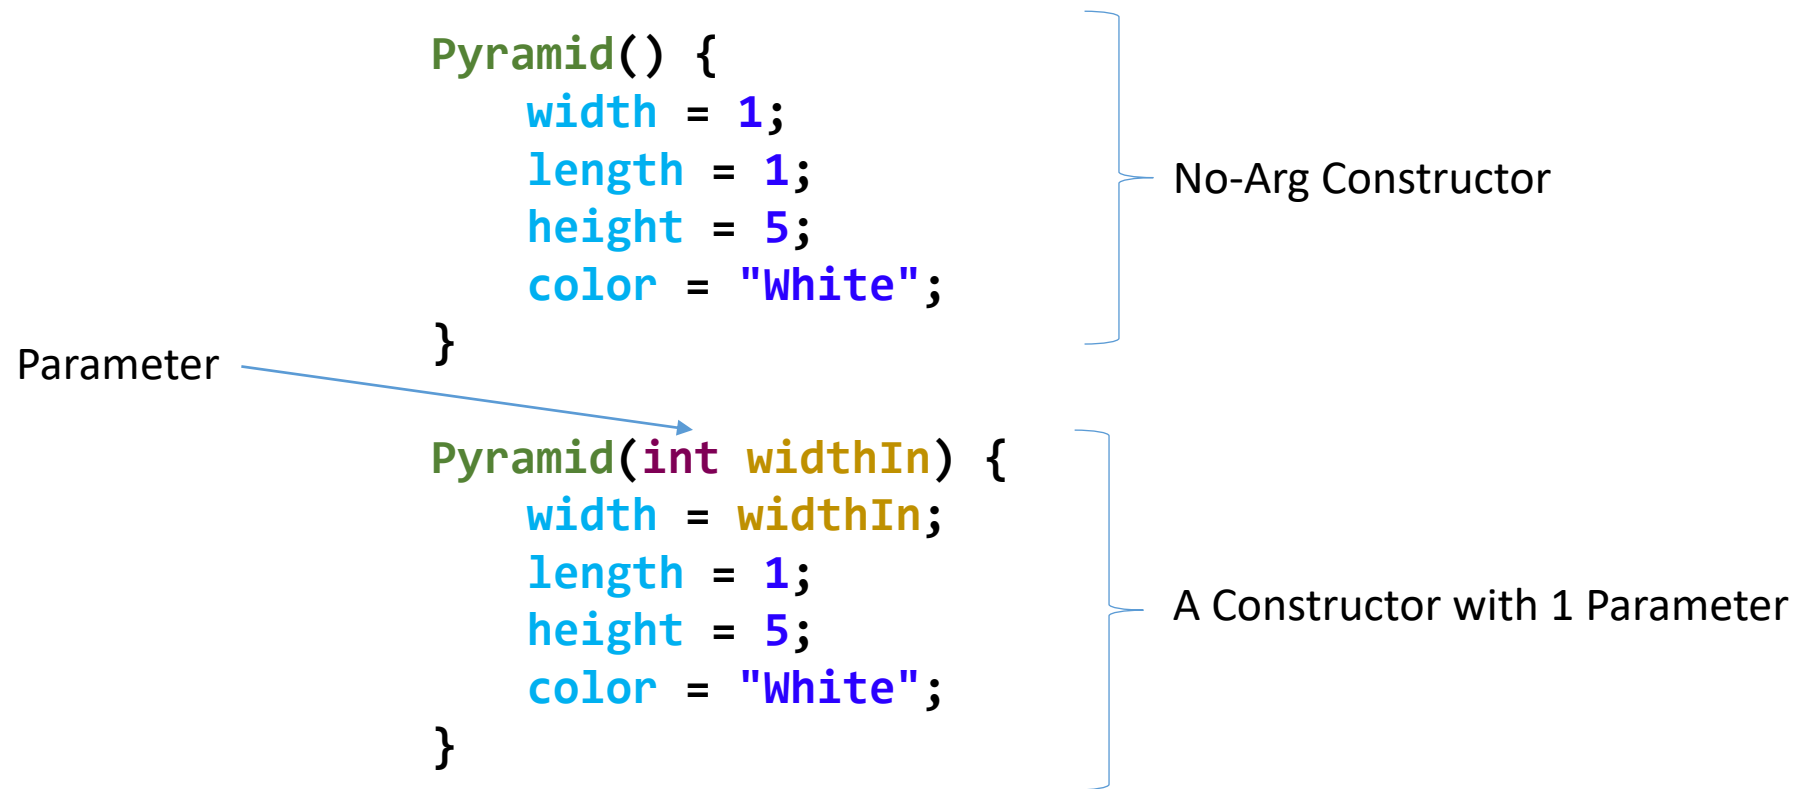 Pyramid() {
width = 1;
length = 1;
height = 5;
color = "White";
}
No-Arg Constructor
Parameter
Pyramid(int widthIn) {
width = widthIn;
length = 1;
height = 5;
color = "White";
}
A Constructor with 1 Parameter